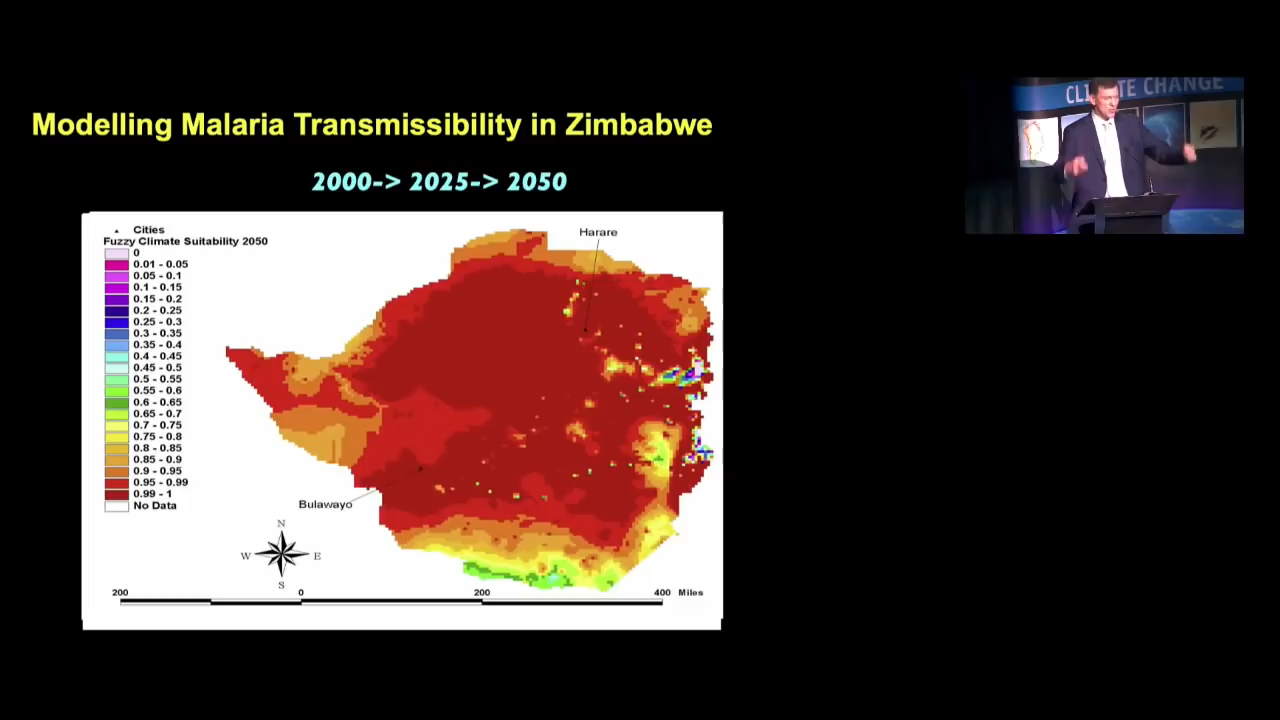 Modelling Malaria Transmissibility in Zimbabwe
2000-> 2025-> 2050
Cities
Fuzzy Climate Suitability 2050
0
0.01 - 0.05
0.05 - 0.1
0.1 - 0.15
0.15 - 0.2
0.2 - 0.25
0.25 - 0.3
0.3 - 0.35
0.35 - 0.4
0.4 - 0.45
0.45 - 0.5
0.5 - 0.55
0.55 - 0.6
0.6 - 0.65
0.65 - 0.7
0.7 - 0.75
0.75 - 0.8
0.8 - 0.85
0.85 - 0.9
0.9 - 0.95
0.95 - 0.99
0.99 - 1
No Data
Harare
Bulawayo
N
W E
S
200 0 200 400 Miles
CLI TE CHANGE